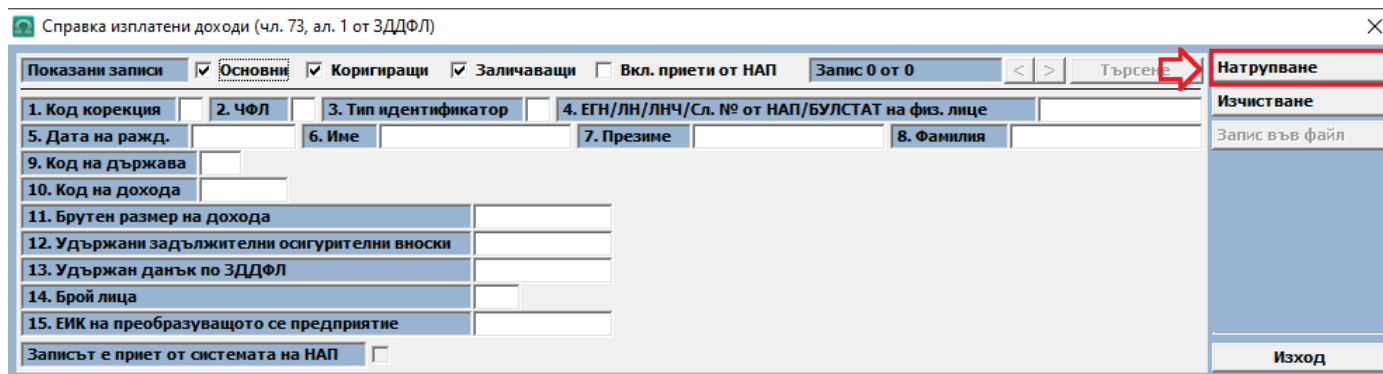 Справка изплатени доходи (чл. 73, ал. 1 от ЗДДФЛ)
Показани записи Основни Коригиращи Заличаващи Вкл. приети от НАП Запис 0 от 0 < > Търсене Натрупване
1. Код корекция 2. ЧФЛ 3. Тип идентификатор 4. ЕГН/ЛН/ЛНЧ/Сл. № от НАП/БУЛСТАТ на физ. лице Изчистване
5. Дата на ражд. 6. Име 7. Презиме 8. Фамилия Запис във файл
9. Код на държава
10. Код на дохода
11. Брутен размер на дохода
12. Удържани задължителни осигурителни вноски
13. Удържан данък по ЗДДФЛ
14. Брой лица
15. ЕИК на преобразуващото се предприятие
Записът е приет от системата на НАП Изход